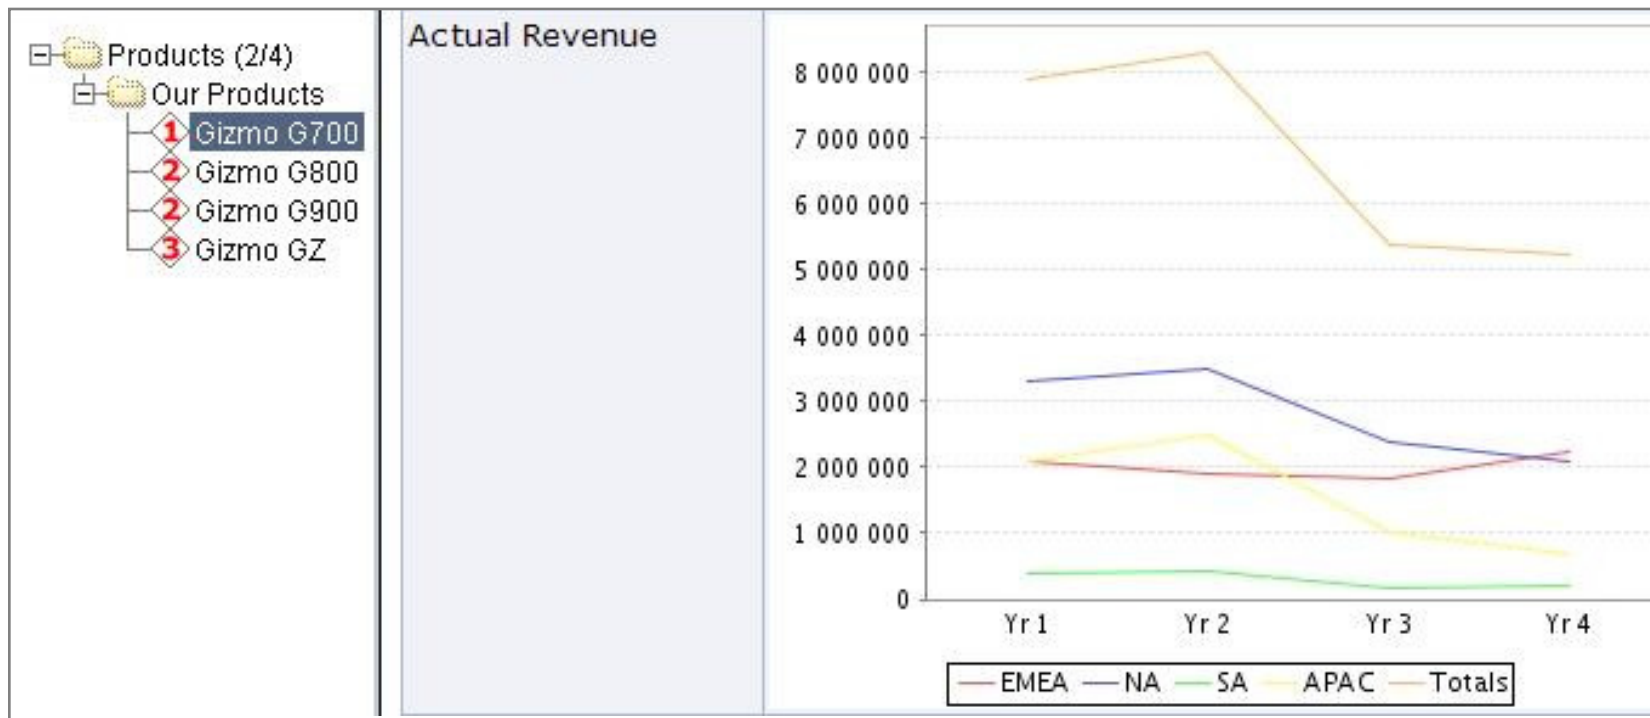 Products (2/4)
Our Products
1 Gizmo G700
2 Gizmo G800
2 Gizmo G900
3 Gizmo GZ
Actual Revenue
8 000 000
7 000 000
6 000 000
5 000 000
4 000 000
3 000 000
2 000 000
1 000 000
0
Yr 1 Yr 2 Yr 3 Yr 4
EMEA NA SA APAC Totals